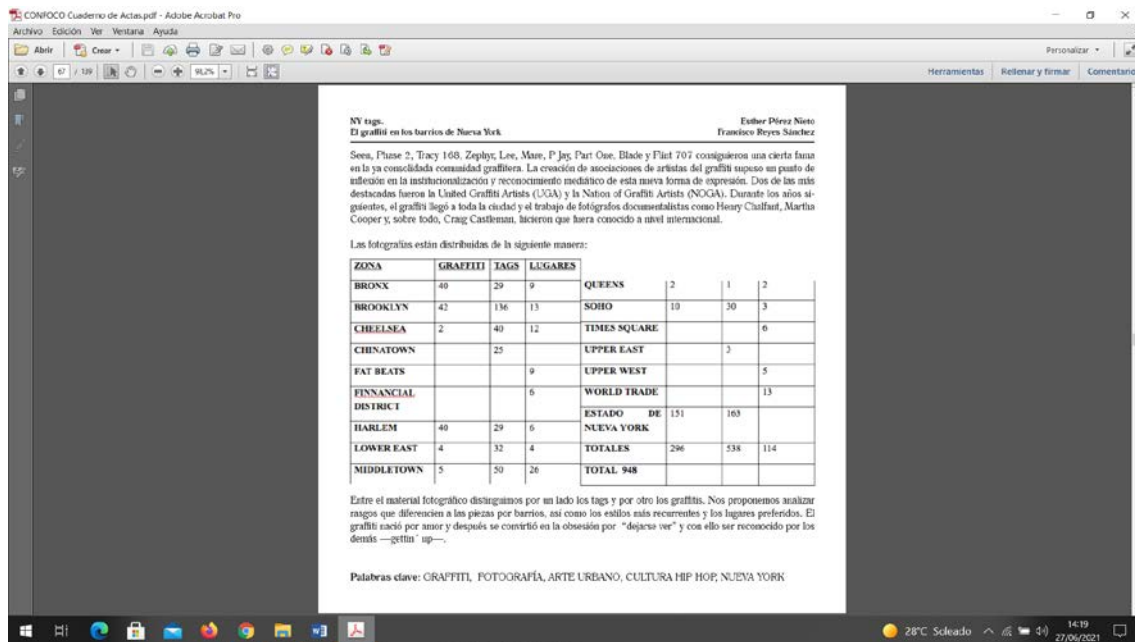 CONFOCO Cuaderno de Actas.pdf - Adobe Acrobat Pro
Archivo Edición Ver Ventana Ayuda
Abrir Crear Personalizar
67 / 139 91,2% Herramientas Rellenar y firmar Comentario
NY tags. Esther Pérez Nieto
El graffiti en los barrios de Nueva York Francisco Reyes Sánchez
Seen, Phase 2, Tracy 168, Zephyr, Lee, Mare, P Jay, Part One, Blade y Flint 707 consiguieron una cierta fama
en la ya consolidada comunidad graffitera. La creación de asociaciones de artistas del graffiti supuso un punto de
inflexión en la institucionalización y reconocimiento mediático de esta nueva forma de expresión. Dos de las más
destacadas fueron la United Graffiti Artists (UGA) y la Nation of Graffiti Artists (NOGA). Durante los años si-
guientes, el graffiti llegó a toda la ciudad y el trabajo de fotógrafos documentalistas como Henry Chalfant, Martha
Cooper y, sobre todo, Craig Castleman, hicieron que fuera conocido a nivel internacional.
Las fotografías están distribuidas de la siguiente manera:
ZONA GRAFFITI TAGS LUGARES
BRONX 40 29 9
BROOKLYN 42 136 13
CHEELSEA 2 40 12
CHINATOWN 25
FAT BEATS 9
FINNANCIAL 6
DISTRICT
HARLEM 40 29 6
LOWER EAST 4 32 4
MIDDLETOWN 5 50 26
QUEENS 2 1 2
SOHO 10 30 3
TIMES SQUARE 6
UPPER EAST 3
UPPER WEST 5
WORLD TRADE 13
ESTADO DE 151 163
NUEVA YORK
TOTALES 296 538 114
TOTAL 948
Entre el material fotográfico distinguimos por un lado los tags y por otro los graffitis. Nos proponemos analizar
rasgos que diferencien a las piezas por barrios, así como los estilos más recurrentes y los lugares preferidos. El
graffiti nació por amor y después se convirtió en la obsesión por "dejarse ver" y con ello ser reconocido por los
demás —gettin´ up—.
Palabras clave: GRAFFITI, FOTOGRAFÍA, ARTE URBANO, CULTURA HIP HOP, NUEVA YORK
28°C Soleado 14:19
27/06/2021